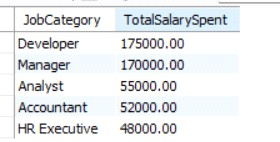 JobCategory TotalSalarySpent
Developer 175000.00
Manager 170000.00
Analyst 55000.00
Accountant 52000.00
HR Executive 48000.00